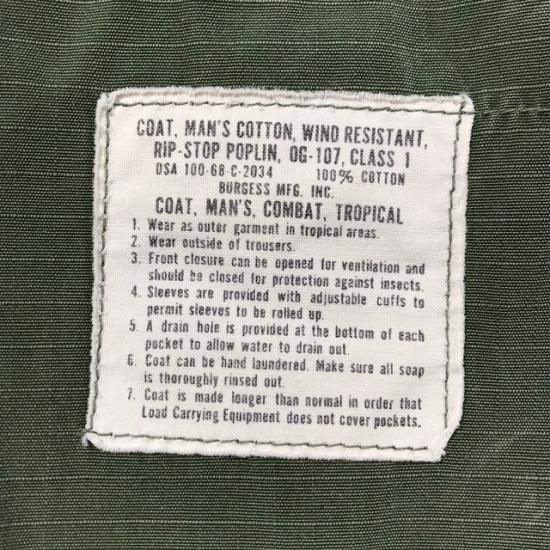 COAT, MAN'S COTTON, WIND RESISTANT,
RIP-STOP POPLIN, OG-107, CLASS 1
DSA 100-68-C-2034 100% COTTON
BURGESS MFG. INC.
COAT, MAN'S, COMBAT, TROPICAL
1. Wear as outer garment in tropical areas.
2. Wear outside of trousers.
3. Front closure can be opened for ventilation and
should be closed for protection against insects.
4. Sleeves are provided with adjustable cuffs to
permit sleeves to be rolled up.
5. A drain hole is provided at the bottom of each
pocket to allow water to drain out.
6. Coat can be hand laundered. Make sure all soap
is thoroughly rinsed out.
7. Coat is made longer than normal in order that
Load Carrying Equipment does not cover pockets.